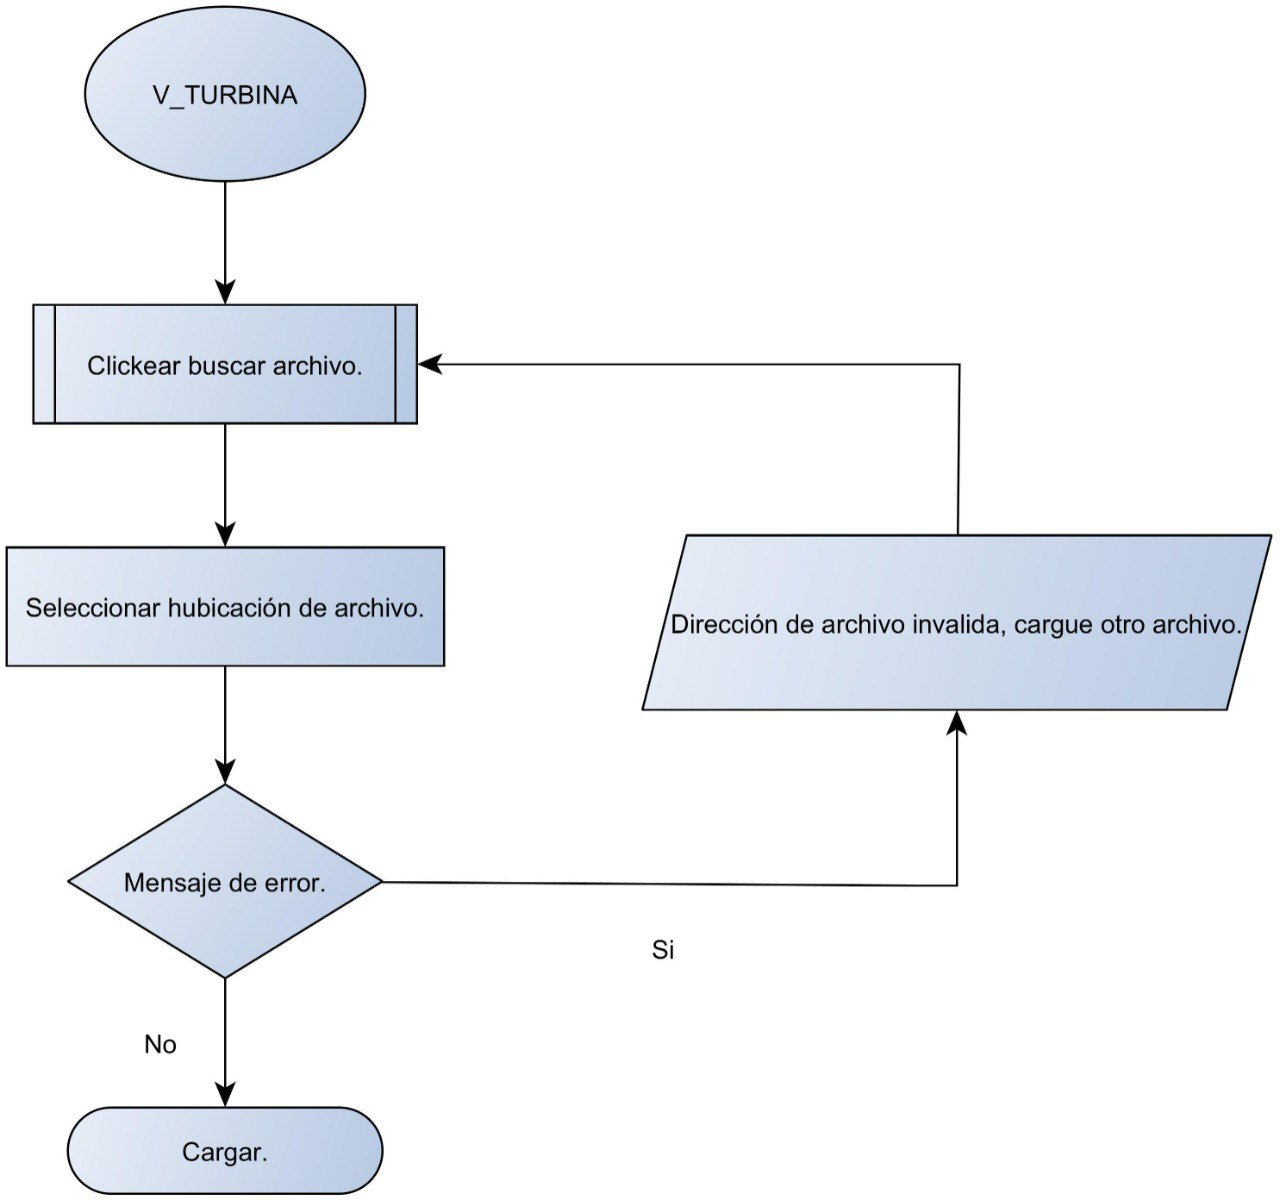 V_TURBINA
Clickear buscar archivo.
Seleccionar hubicación de archivo.
Dirección de archivo invalida, cargue otro archivo.
Mensaje de error.
Si
No
Cargar.